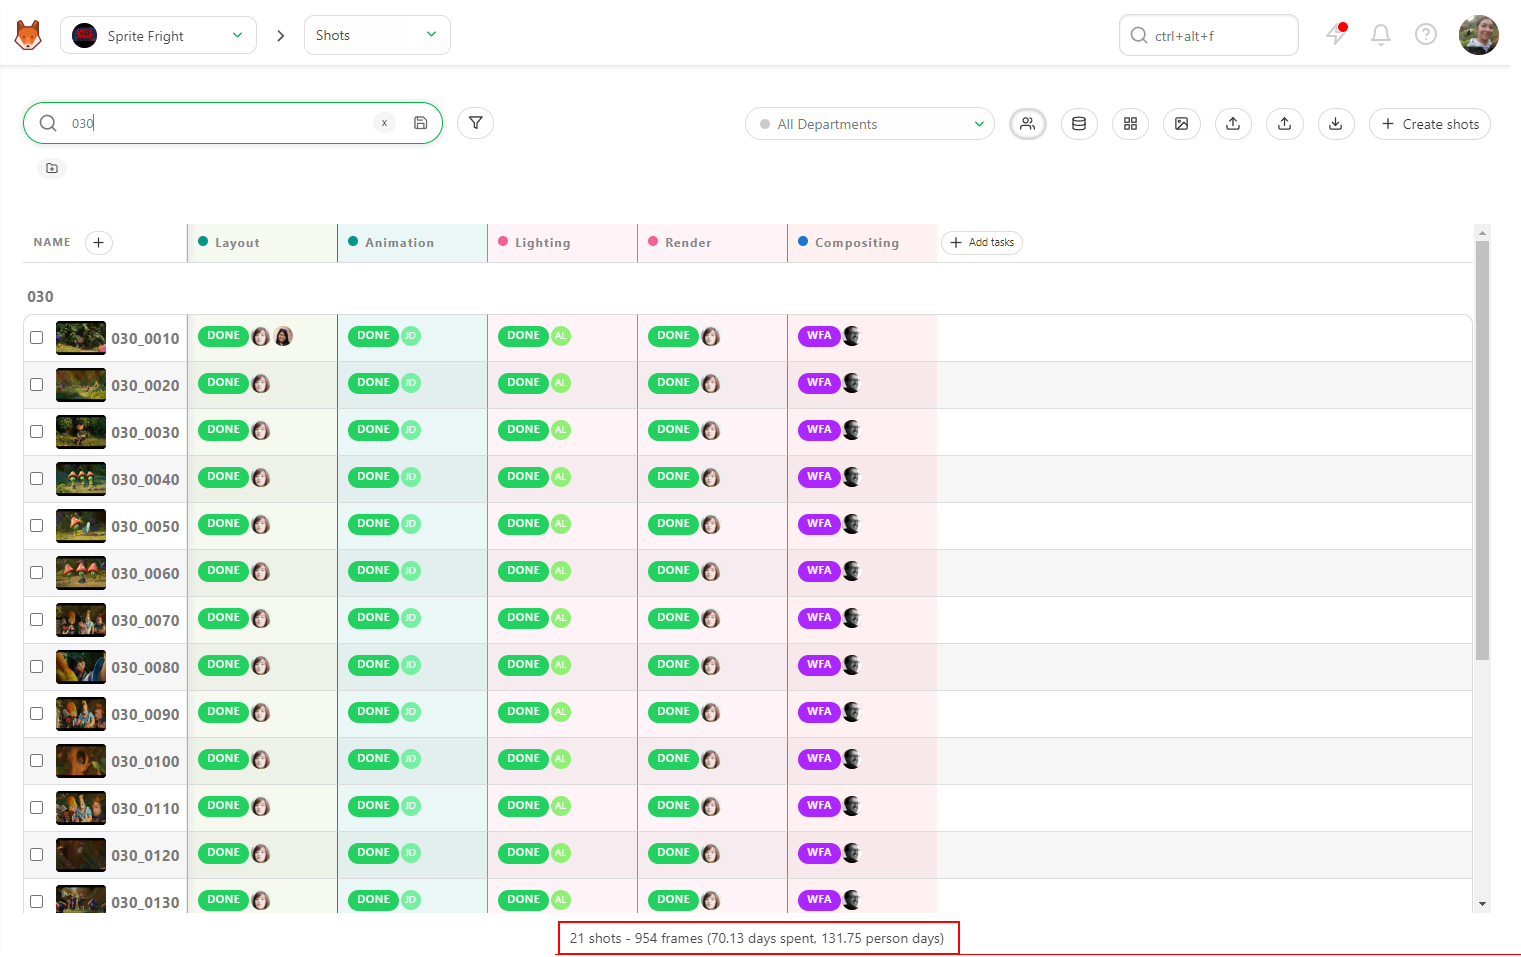 Sprite Fright
Shots
ctrl+alt+f
030
x
All Departments
Create shots
NAME
Layout
Animation
Lighting
Render
Compositing
Add tasks
030
030_0010 DONE DONE JD DONE AL DONE WFA
030_0020 DONE DONE JD DONE AL DONE WFA
030_0030 DONE DONE JD DONE AL DONE WFA
030_0040 DONE DONE JD DONE AL DONE WFA
030_0050 DONE DONE JD DONE AL DONE WFA
030_0060 DONE DONE JD DONE AL DONE WFA
030_0070 DONE DONE JD DONE AL DONE WFA
030_0080 DONE DONE JD DONE AL DONE WFA
030_0090 DONE DONE JD DONE AL DONE WFA
030_0100 DONE DONE JD DONE AL DONE WFA
030_0110 DONE DONE JD DONE AL DONE WFA
030_0120 DONE DONE JD DONE AL DONE WFA
030_0130 DONE DONE JD DONE AL DONE WFA
21 shots - 954 frames (70.13 days spent, 131.75 person days)